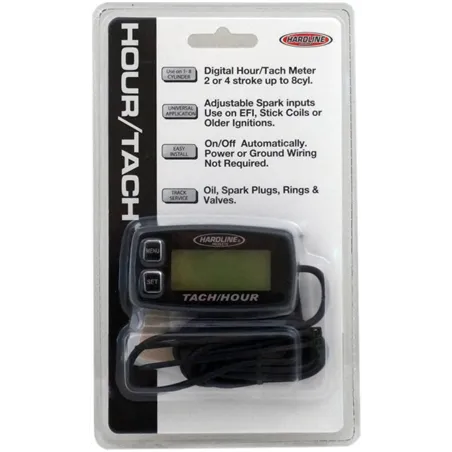 HARDLINE
HOUR/TACH
Use on 1-8
CYLINDER
Digital Hour/Tach Meter
2 or 4 stroke up to 8cyl.
UNIVERSAL
APPLICATION
Adjustable Spark inputs
Use on EFI, Stick Coils or
Older Ignitions.
EASY
INSTALL
On/Off Automatically.
Power or Ground Wiring
Not Required.
TRACK
SERVICE
Oil, Spark Plugs, Rings &
Valves.
HARDLINE
PRODUCTS
MENU
SET
TACH/HOUR